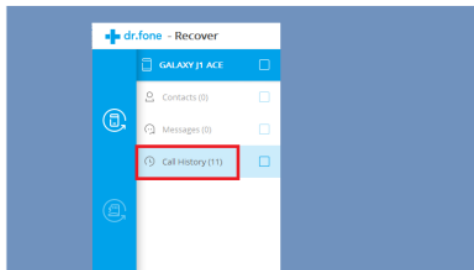 dr.fone - Recover
GALAXY J1 ACE
Contacts (0)
Messages (0)
Call History (11)